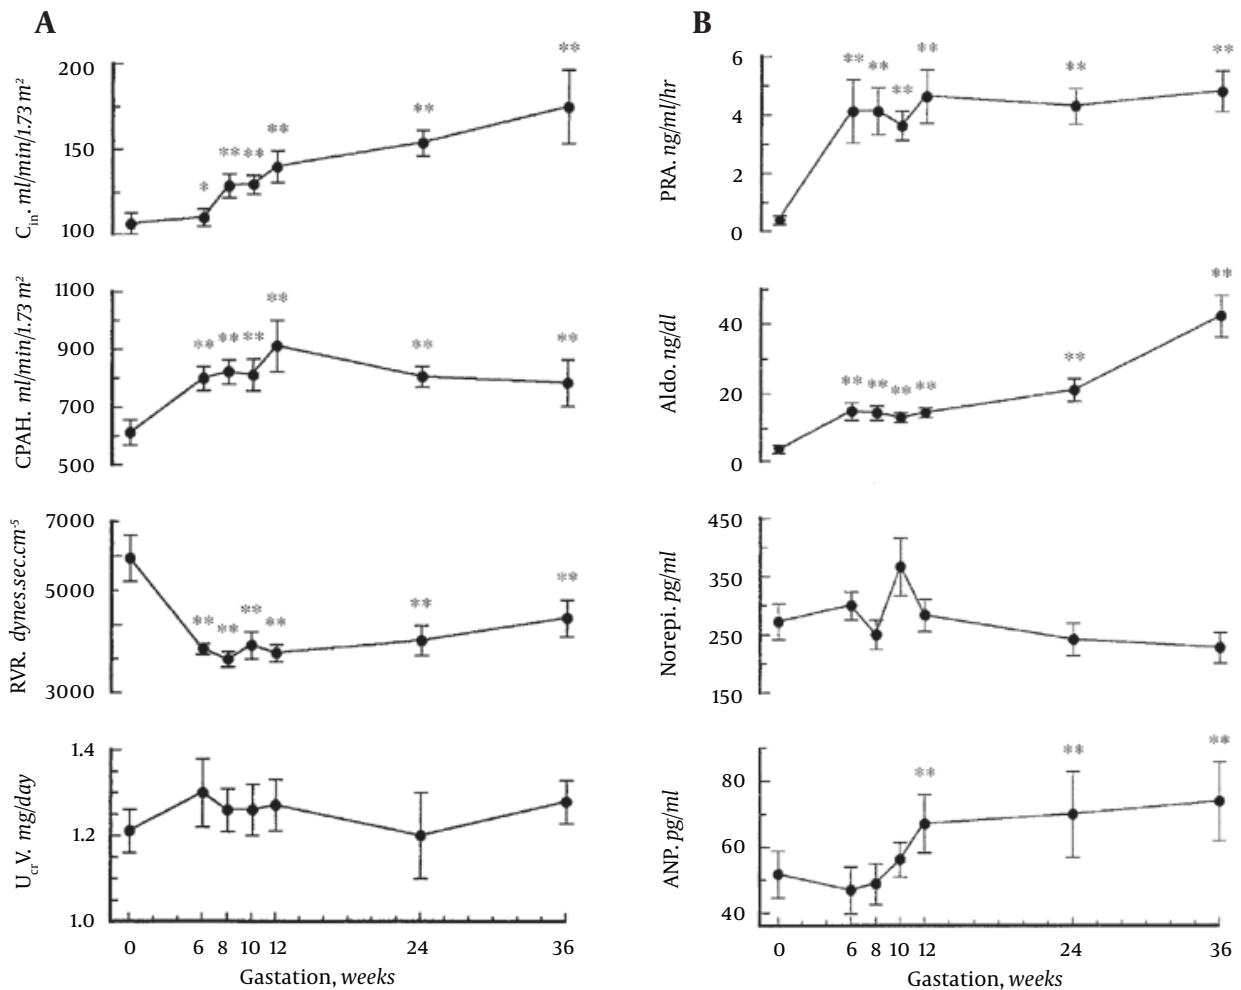 A
C_in. ml/min/1.73 m²
200
150
100
**
**
**
** **
*
CPAH. ml/min/1.73 m²
1100
900
700
500
**
** ** **
**
**
RVR. dynes.sec.cm⁻⁵
7000
5000
3000
**
**
**
**
**
**
U_crV. mg/day
1.4
1.2
1.0
0 6 8 10 12 24 36
Gastation, weeks
B
PRA. ng/ml/hr
6
4
2
0
** ** ** ** ** **
Aldo. ng/dl
40
20
0
** ** ** ** ** **
Norepi. pg/ml
450
350
250
150
ANP. pg/ml
80
60
40
** ** **
0 6 8 10 12 24 36
Gastation, weeks